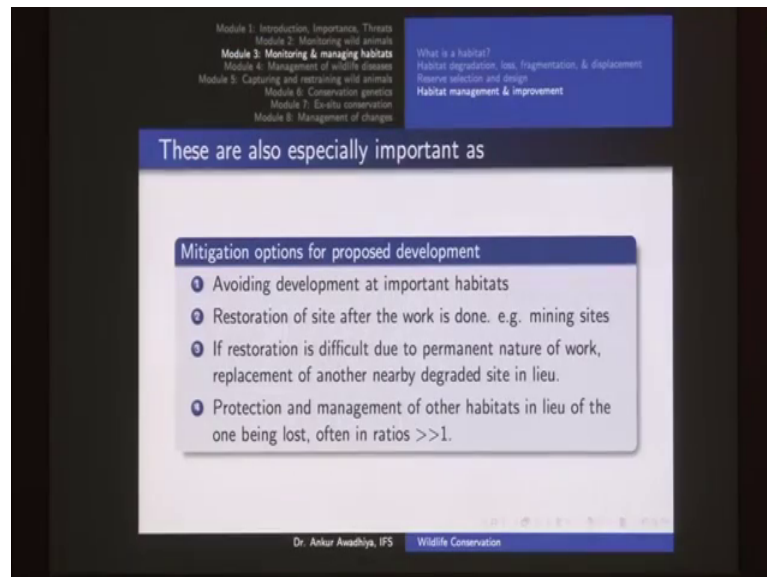 Module 1: Introduction, Importance, Threats
Module 2: Monitoring wild animals
Module 3: Monitoring & managing habitats
Module 4: Management of wildlife diseases
Module 5: Capturing and restraining wild animals
Module 6: Conservation genetics
Module 7: Ex-situ conservation
Module 8: Management of changes
What is a habitat?
Habitat degradation, loss, fragmentation, & displacement
Reserve selection and design
Habitat management & improvement
These are also especially important as
Mitigation options for proposed development
1 Avoiding development at important habitats
2 Restoration of site after the work is done. e.g. mining sites
3 If restoration is difficult due to permanent nature of work,
replacement of another nearby degraded site in lieu.
4 Protection and management of other habitats in lieu of the
one being lost, often in ratios >>1.
Dr. Ankur Awadhiya, IFS
Wildlife Conservation